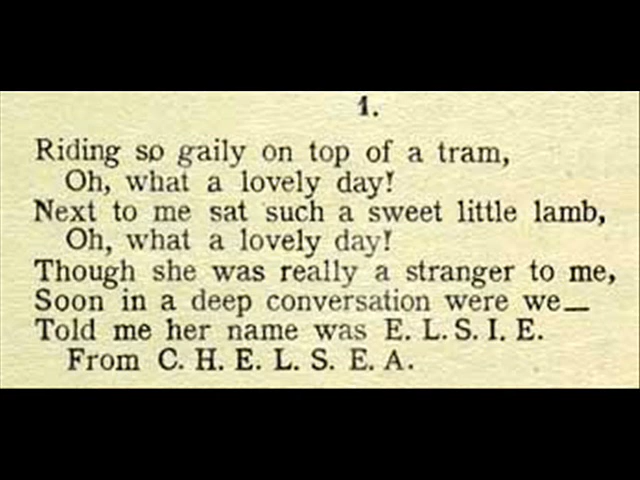 1.
Riding so gaily on top of a tram,
Oh, what a lovely day!
Next to me sat such a sweet little lamb,
Oh, what a lovely day!
Though she was really a stranger to me,
Soon in a deep conversation were we—
Told me her name was E. L. S. I. E.
From C. H. E. L. S. E. A.